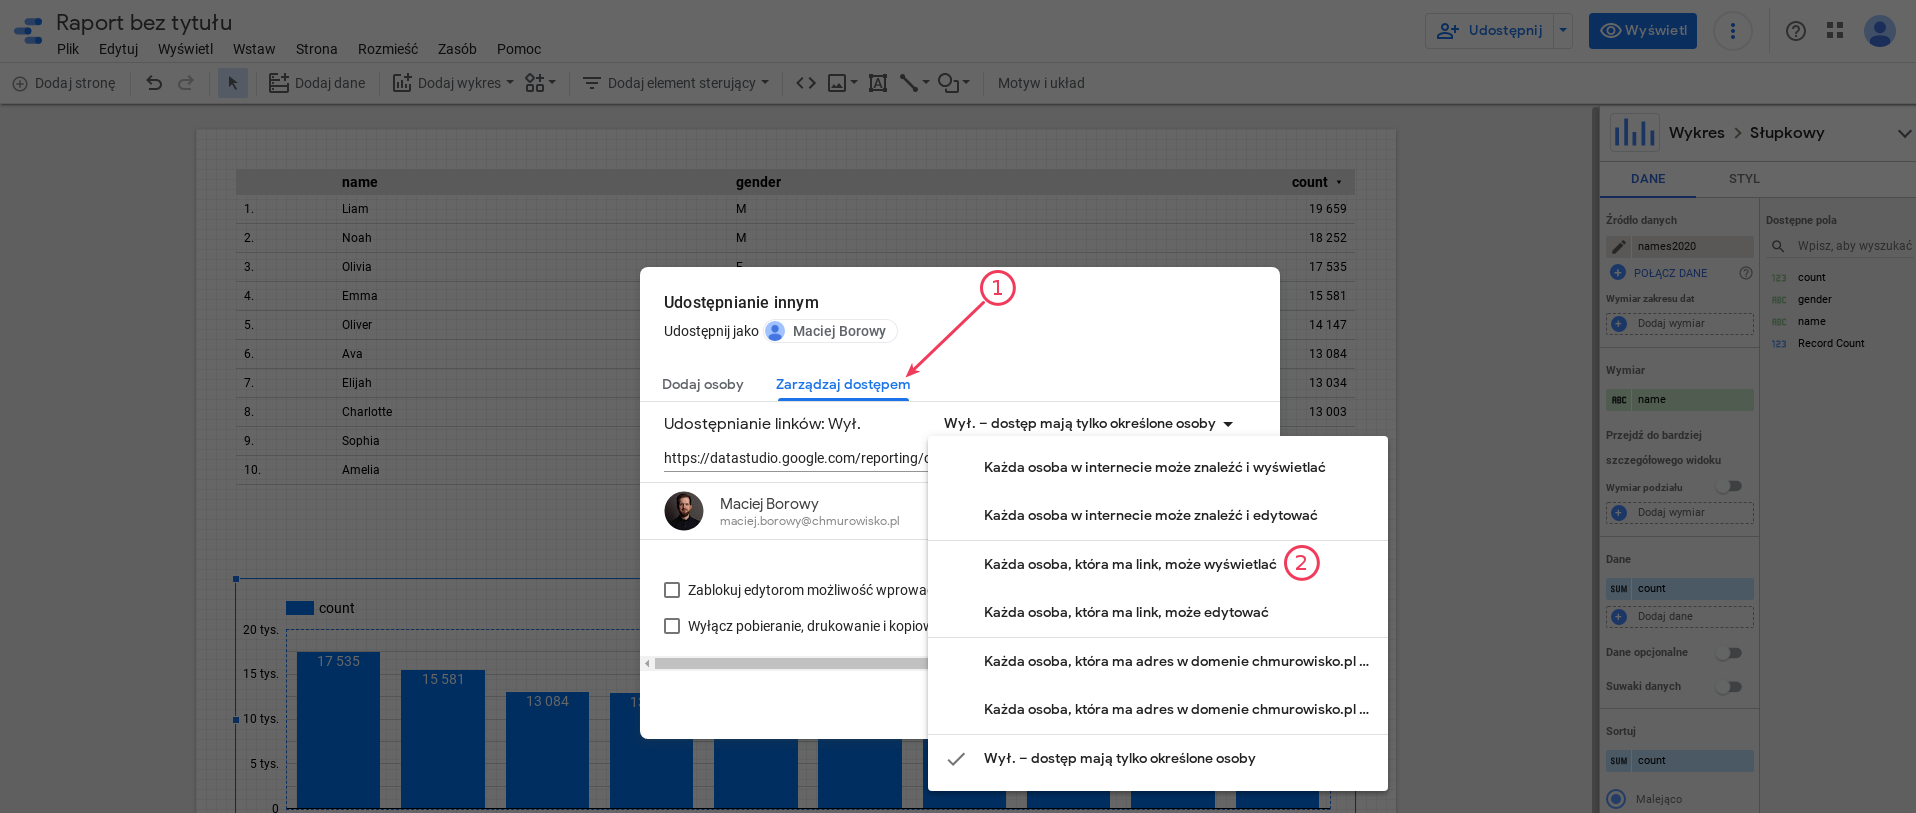 Raport bez tytułu
Plik Edytuj Wyświetl Wstaw Strona Rozmieść Zasób Pomoc
Udostępnij
Wyświetl
Dodaj stronę
Dodaj dane
Dodaj wykres
Dodaj element sterujący
Motyw i układ
name gender count
1. Liam M 19 659
2. Noah M 18 252
3. Olivia F 17 535
4. Emma 15 581
5. Oliver 14 147
6. Ava 13 084
7. Elijah 13 034
8. Charlotte 13 003
9. Sophia
10. Amelia
count
20 tys.
15 tys.
10 tys.
5 tys.
0
17 535
15 581
13 084
Udostępnianie innym
Udostępnij jako Maciej Borowy
1
Dodaj osoby Zarządzaj dostępem
Udostępnianie linków: Wył. Wył. – dostęp mają tylko określone osoby
https://datastudio.google.com/reporting/
Maciej Borowy
maciej.borowy@chmurowisko.pl
Zablokuj edytorom możliwość
Wyłącz pobieranie, drukowanie i
Każda osoba w internecie może znaleźć i wyświetlać
Każda osoba w internecie może znaleźć i edytować
Każda osoba, która ma link, może wyświetlać 2
Każda osoba, która ma link, może edytować
Każda osoba, która ma adres w domenie chmurowisko.pl ...
Każda osoba, która ma adres w domenie chmurowisko.pl ...
Wył. – dostęp mają tylko określone osoby
Wykres > Słupkowy
DANE STYL
Źródło danych
names2020
POŁĄCZ DANE
Wymiar zakresu dat
Dodaj wymiar
Wymiar
ABC name
Przejdź do bardziej
szczegółowego widoku
Wymiar podziału
Dodaj wymiar
Dane
SUM count
Dodaj dane
Dane opcjonalne
Suwaki danych
Sortuj
SUM count
Malejąco
Dostępne pola
Wpisz, aby wyszukać
123 count
ABC gender
ABC name
123 Record Count